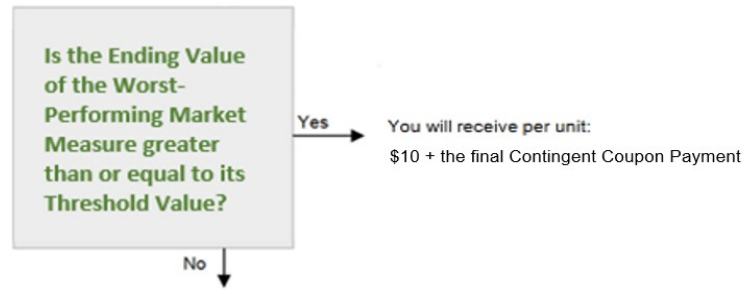 Is the Ending Value
of the Worst-
Performing Market
Measure greater
than or equal to its
Threshold Value?
Yes
You will receive per unit:
$10 + the final Contingent Coupon Payment
No